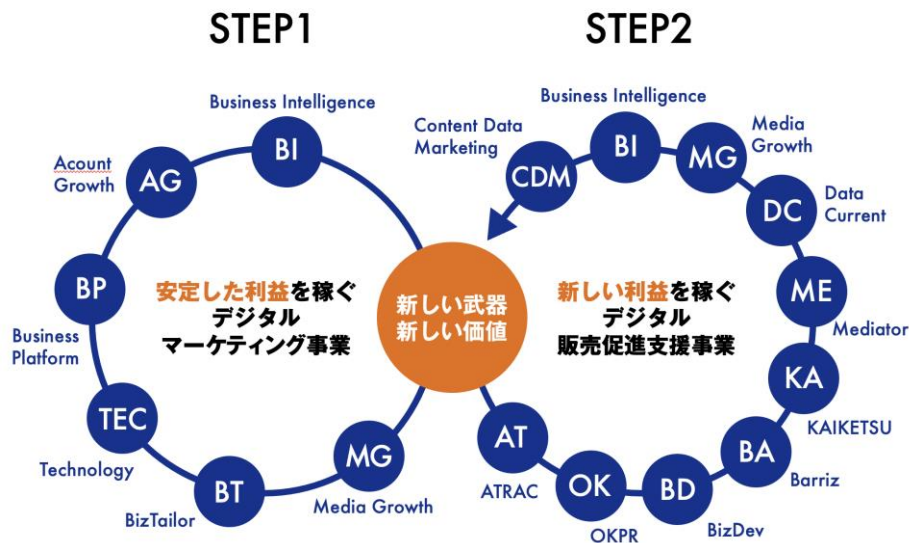 STEP1
Business Intelligence
BI
Acount
Growth
AG
BP
Business
Platform
TEC
Technology
BT
BizTailor
MG
Media Growth
安定した利益を稼ぐ
デジタル
マーケティング事業
新しい武器
新しい価値
STEP2
Content Data
Marketing
CDM
Business Intelligence
BI
Media
Growth
MG
Data
Current
DC
ME
Mediator
KA
KAIKETSU
BA
Barriz
BD
BizDev
OK
OKPR
AT
ATRAC
新しい利益を稼ぐ
デジタル
販売促進支援事業